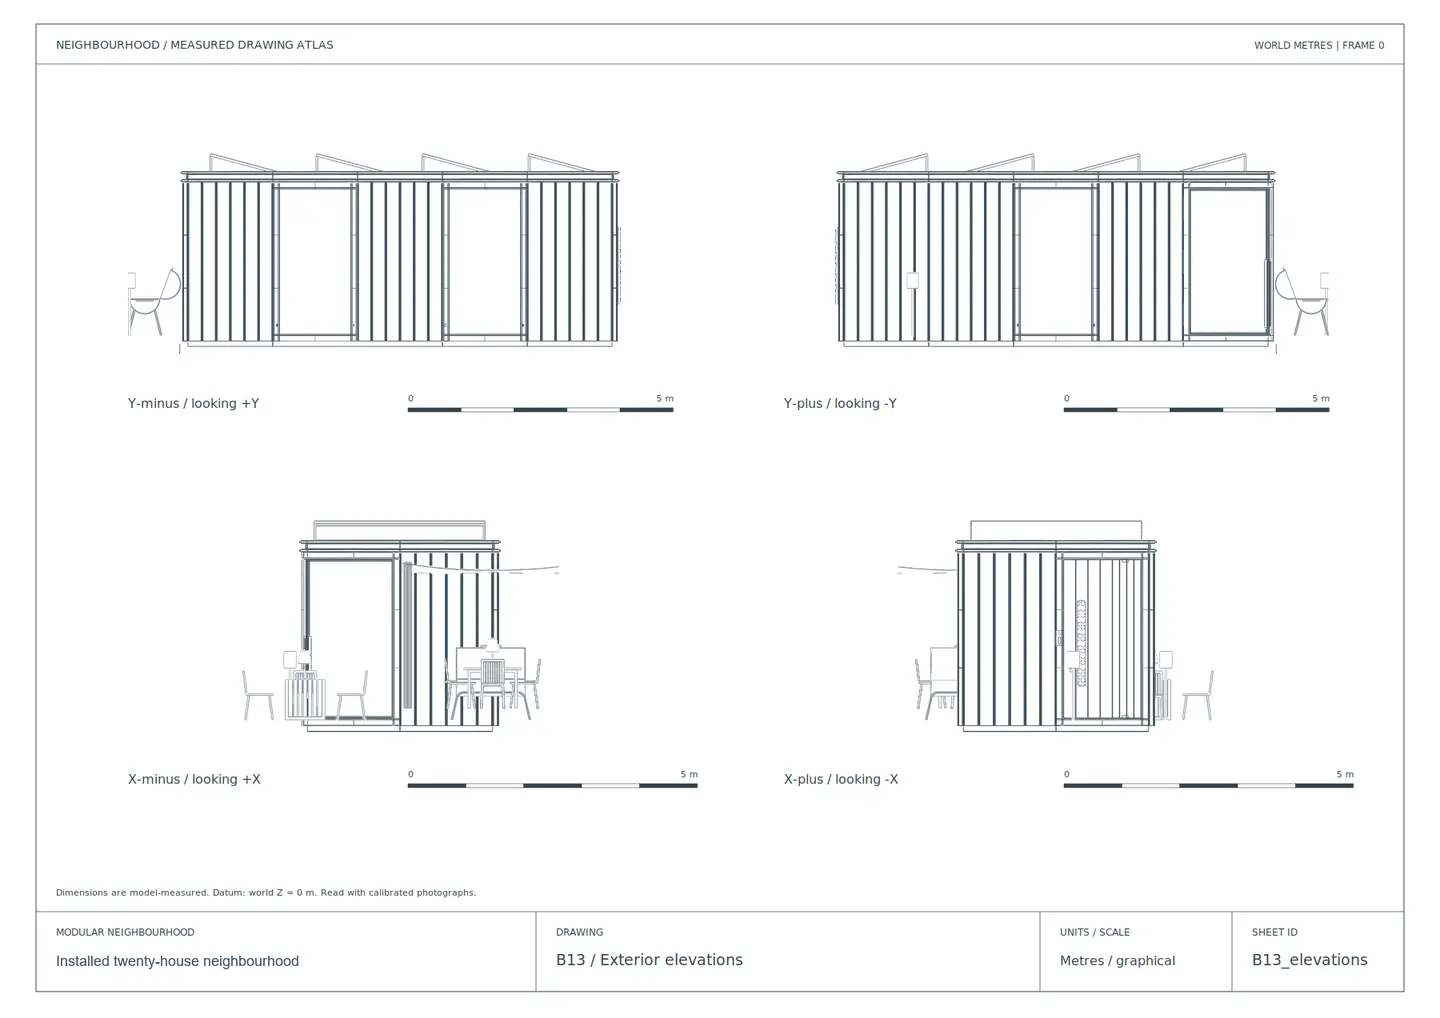 NEIGHBOURHOOD / MEASURED DRAWING ATLAS
WORLD METRES | FRAME 0
Y-minus / looking +Y
0
5 m
Y-plus / looking -Y
0
5 m
X-minus / looking +X
0
5 m
X-plus / looking -X
0
5 m
Dimensions are model-measured. Datum: world Z = 0 m. Read with calibrated photographs.
MODULAR NEIGHBOURHOOD
Installed twenty-house neighbourhood
DRAWING
B13 / Exterior elevations
UNITS / SCALE
Metres / graphical
SHEET ID
B13_elevations